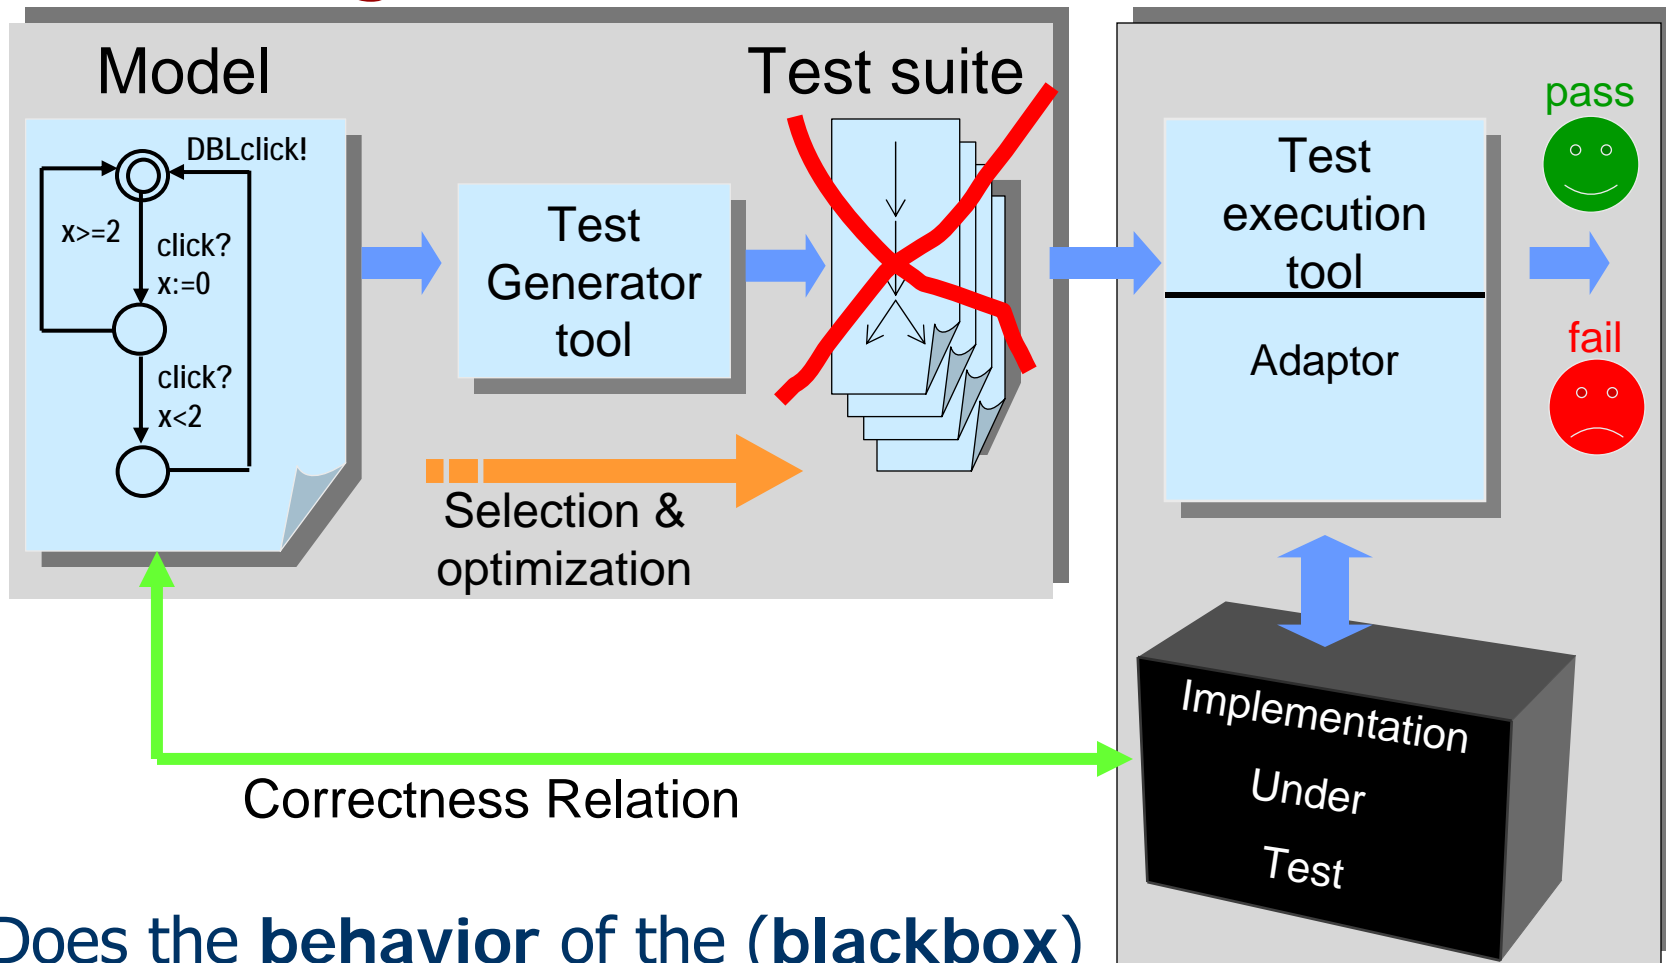 Model
Test suite
DBLclick!
x>=2
click?
x:=0
click?
x<2
Test
Generator
tool
Selection &
optimization
Test
execution
tool
Adaptor
pass
fail
Implementation
Under
Test
Correctness Relation
Does the behavior of the (blackbox)